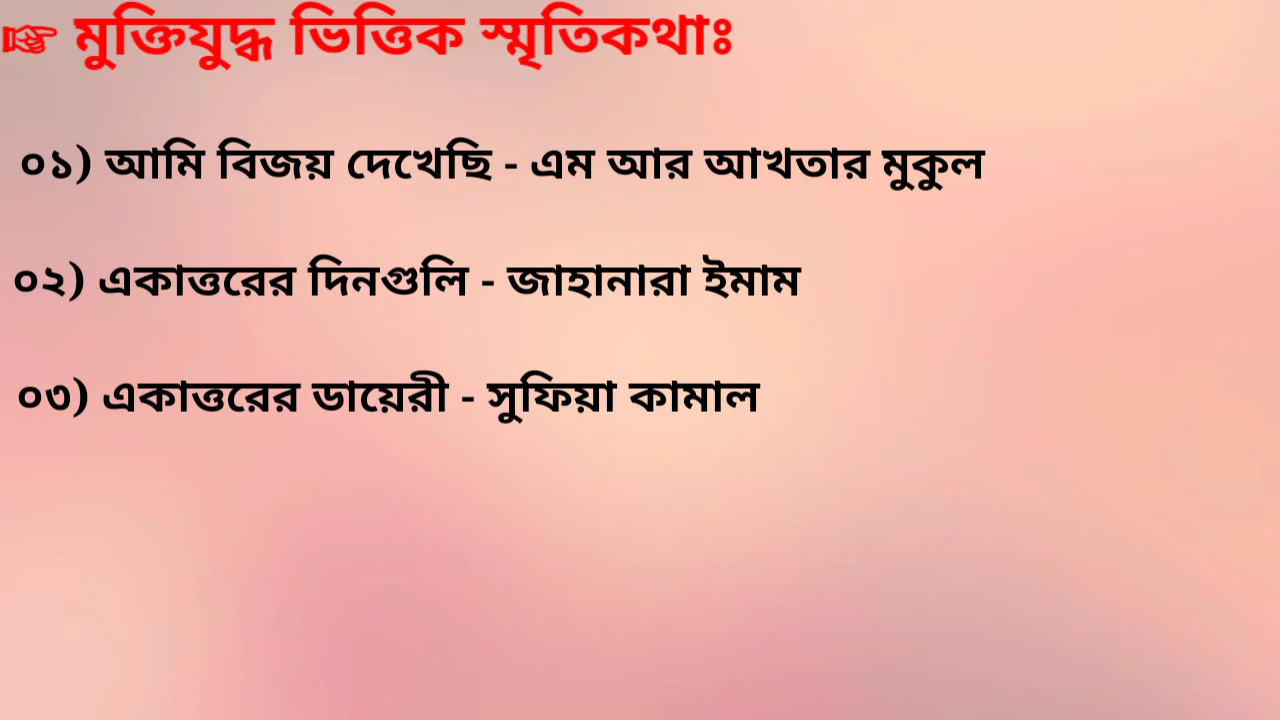 ☞ মুক্তিযুদ্ধ ভিত্তিক স্মৃতিকথাঃ
০১) আমি বিজয় দেখেছি - এম আর আখতার মুকুল
০২) একাত্তরের দিনগুলি - জাহানারা ইমাম
০৩) একাত্তরের ডায়েরী - সুফিয়া কামাল